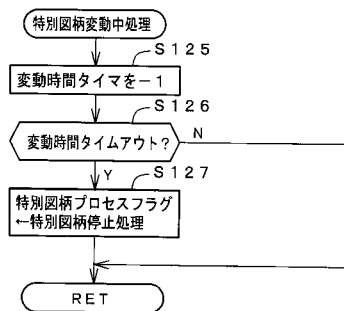 特別図柄変動中処理
S125
変動時間タイマを−1
S126
変動時間タイムアウト?
N
Y
S127
特別図柄プロセスフラグ
←特別図柄停止処理
RET